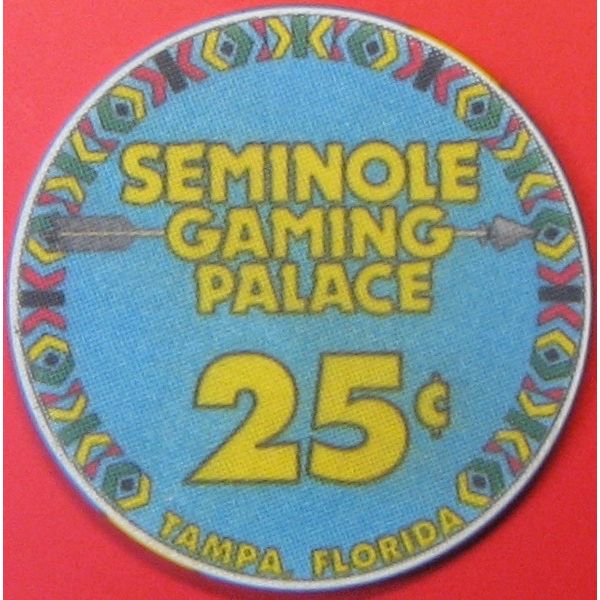 SEMINOLE
GAMING
PALACE
25¢
TAMPA, FLORIDA